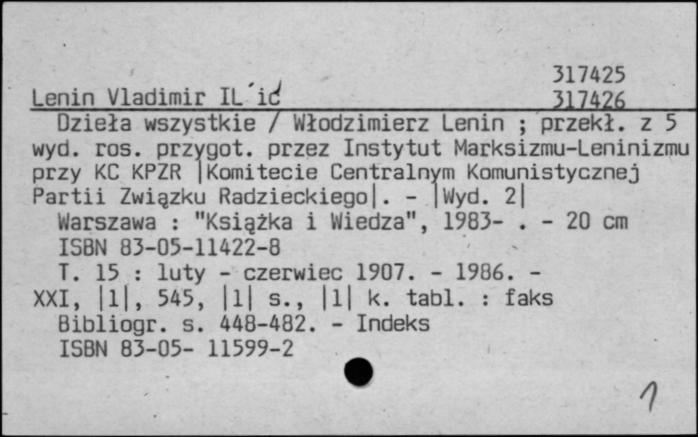 317425
Lenin Vladimir IL´ič 317426
Dzieła wszystkie / Włodzimierz Lenin ; przekł. z 5
wyd. ros. przygot. przez Instytut Marksizmu-Leninizmu
przy KC KPZR |Komitecie Centralnym Komunistycznej
Partii Związku Radzieckiego|. - |Wyd. 2|
Warszawa : "Książka i Wiedza", 1983- . - 20 cm
ISBN 83-05-11422-8
T. 15 : luty - czerwiec 1907. - 1986. -
XXI, |1|, 545, |1| s., |1| k. tabl. : faks
Bibliogr. s. 448-482. - Indeks
ISBN 83-05- 11599-2
1